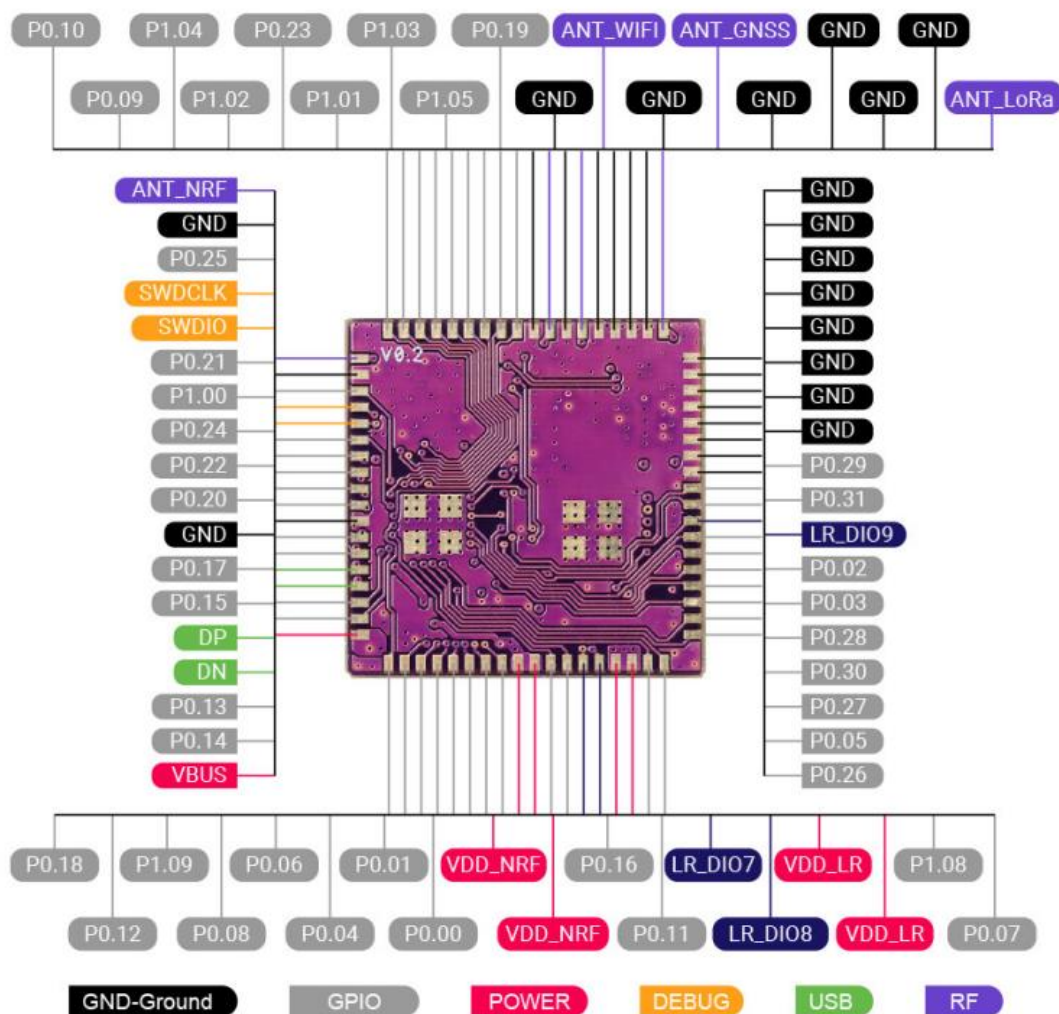 P0.10 P1.04 P0.23 P1.03 P0.19 ANT_WIFI ANT_GNSS GND GND
P0.09 P1.02 P1.01 P1.05 GND GND GND GND ANT_LoRa
ANT_NRF
GND
P0.25
SWDCLK
SWDIO
P0.21
P1.00
P0.24
P0.22
P0.20
GND
P0.17
P0.15
DP
DN
P0.13
P0.14
VBUS
V0.2
GND
GND
GND
GND
GND
GND
GND
GND
P0.29
P0.31
LR_DIO9
P0.02
P0.03
P0.28
P0.30
P0.27
P0.05
P0.26
P0.18 P1.09 P0.06 P0.01 VDD_NRF P0.16 LR_DIO7 VDD_LR P1.08
P0.12 P0.08 P0.04 P0.00 VDD_NRF P0.11 LR_DIO8 VDD_LR P0.07
GND-Ground GPIO POWER DEBUG USB RF